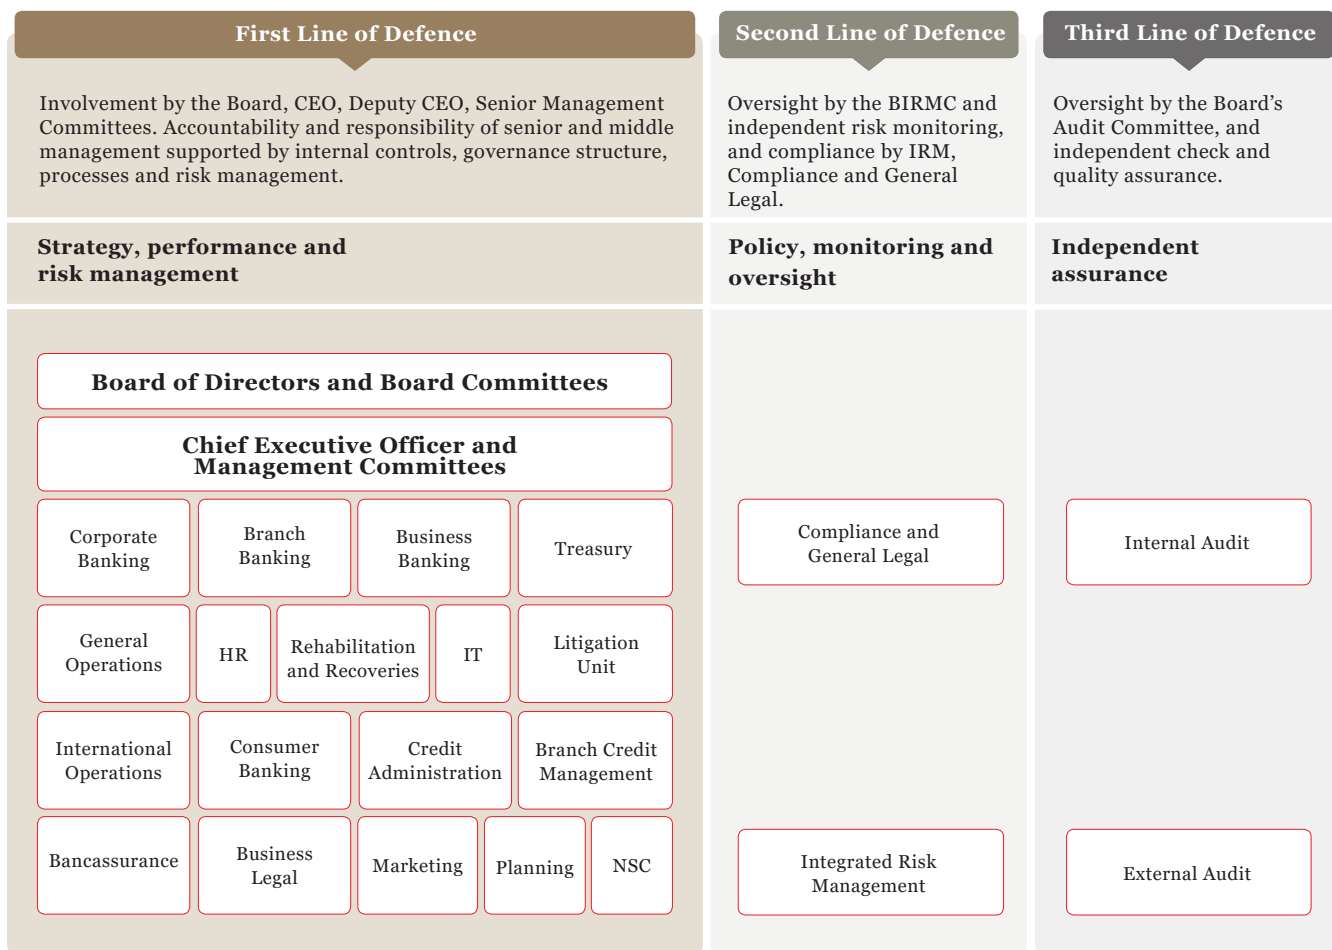 First Line of Defence
Involvement by the Board, CEO, Deputy CEO, Senior Management
Committees. Accountability and responsibility of senior and middle
management supported by internal controls, governance structure,
processes and risk management.
Strategy, performance and
risk management
Board of Directors and Board Committees
Chief Executive Officer and
Management Committees
Corporate
Banking
Branch
Banking
Business
Banking
Treasury
General
Operations
HR
Rehabilitation
and Recoveries
IT
Litigation
Unit
International
Operations
Consumer
Banking
Credit
Administration
Branch Credit
Management
Bancassurance
Business
Legal
Marketing
Planning
NSC
Second Line of Defence
Oversight by the BIRMC and
independent risk monitoring,
and compliance by IRM,
Compliance and General
Legal.
Policy, monitoring and
oversight
Compliance and
General Legal
Integrated Risk
Management
Third Line of Defence
Oversight by the Board’s
Audit Committee, and
independent check and
quality assurance.
Independent
assurance
Internal Audit
External Audit